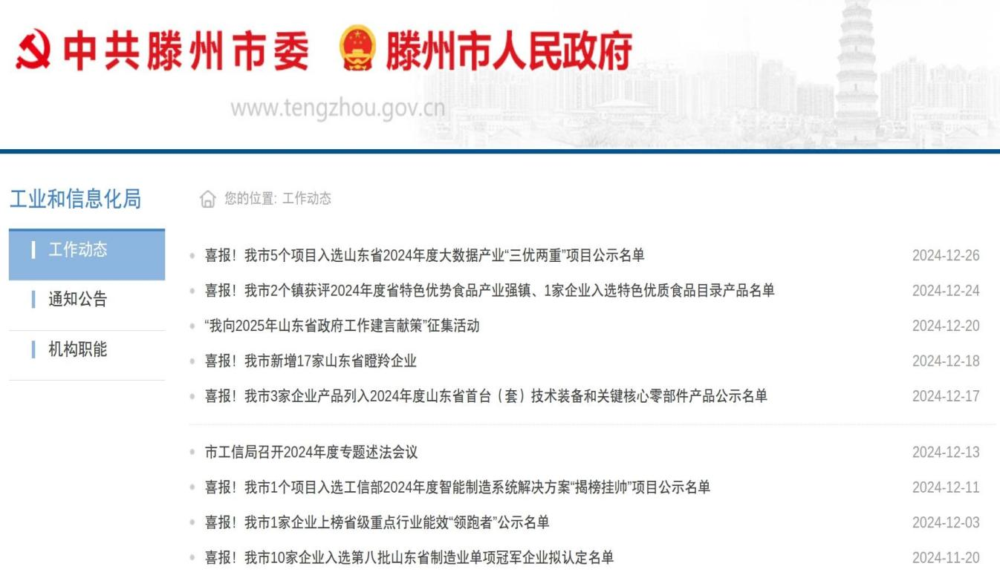 中共滕州市委 滕州市人民政府
www.tengzhou.gov.cn
工业和信息化局
您的位置: 工作动态
工作动态
通知公告
机构职能
喜报！我市5个项目入选山东省2024年度大数据产业“三优两重”项目公示名单 2024-12-26
喜报！我市2个镇获评2024年度省特色优势食品产业强镇、1家企业入选特色优质食品目录产品名单 2024-12-24
“我向2025年山东省政府工作建言献策”征集活动 2024-12-20
喜报！我市新增17家山东省瞪羚企业 2024-12-18
喜报！我市3家企业产品列入2024年度山东省首台（套）技术装备和关键核心零部件产品公示名单 2024-12-17
市工信局召开2024年度专题述法会议 2024-12-13
喜报！我市1个项目入选工信部2024年度智能制造系统解决方案“揭榜挂帅”项目公示名单 2024-12-11
喜报！我市1家企业上榜省级重点行业能效“领跑者”公示名单 2024-12-03
喜报！我市10家企业入选第八批山东省制造业单项冠军企业拟认定名单 2024-11-20